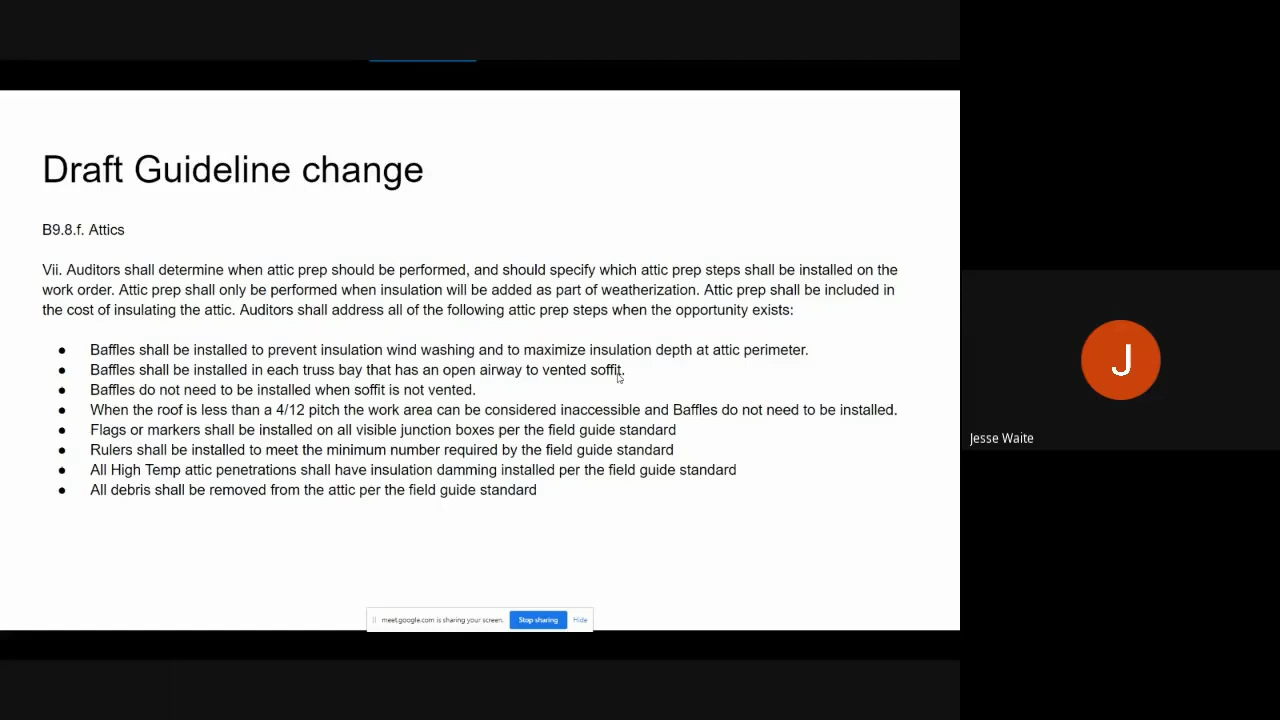 Draft Guideline change
B9.8.f. Attics
Vii. Auditors shall determine when attic prep should be performed, and should specify which attic prep steps shall be installed on the
work order. Attic prep shall only be performed when insulation will be added as part of weatherization. Attic prep shall be included in
the cost of insulating the attic. Auditors shall address all of the following attic prep steps when the opportunity exists:
● Baffles shall be installed to prevent insulation wind washing and to maximize insulation depth at attic perimeter.
● Baffles shall be installed in each truss bay that has an open airway to vented soffit.
● Baffles do not need to be installed when soffit is not vented.
● When the roof is less than a 4/12 pitch the work area can be considered inaccessible and Baffles do not need to be installed.
● Flags or markers shall be installed on all visible junction boxes per the field guide standard
● Rulers shall be installed to meet the minimum number required by the field guide standard
● All High Temp attic penetrations shall have insulation damming installed per the field guide standard
● All debris shall be removed from the attic per the field guide standard
meet.google.com is sharing your screen. Stop sharing Hide
J
Jesse Waite